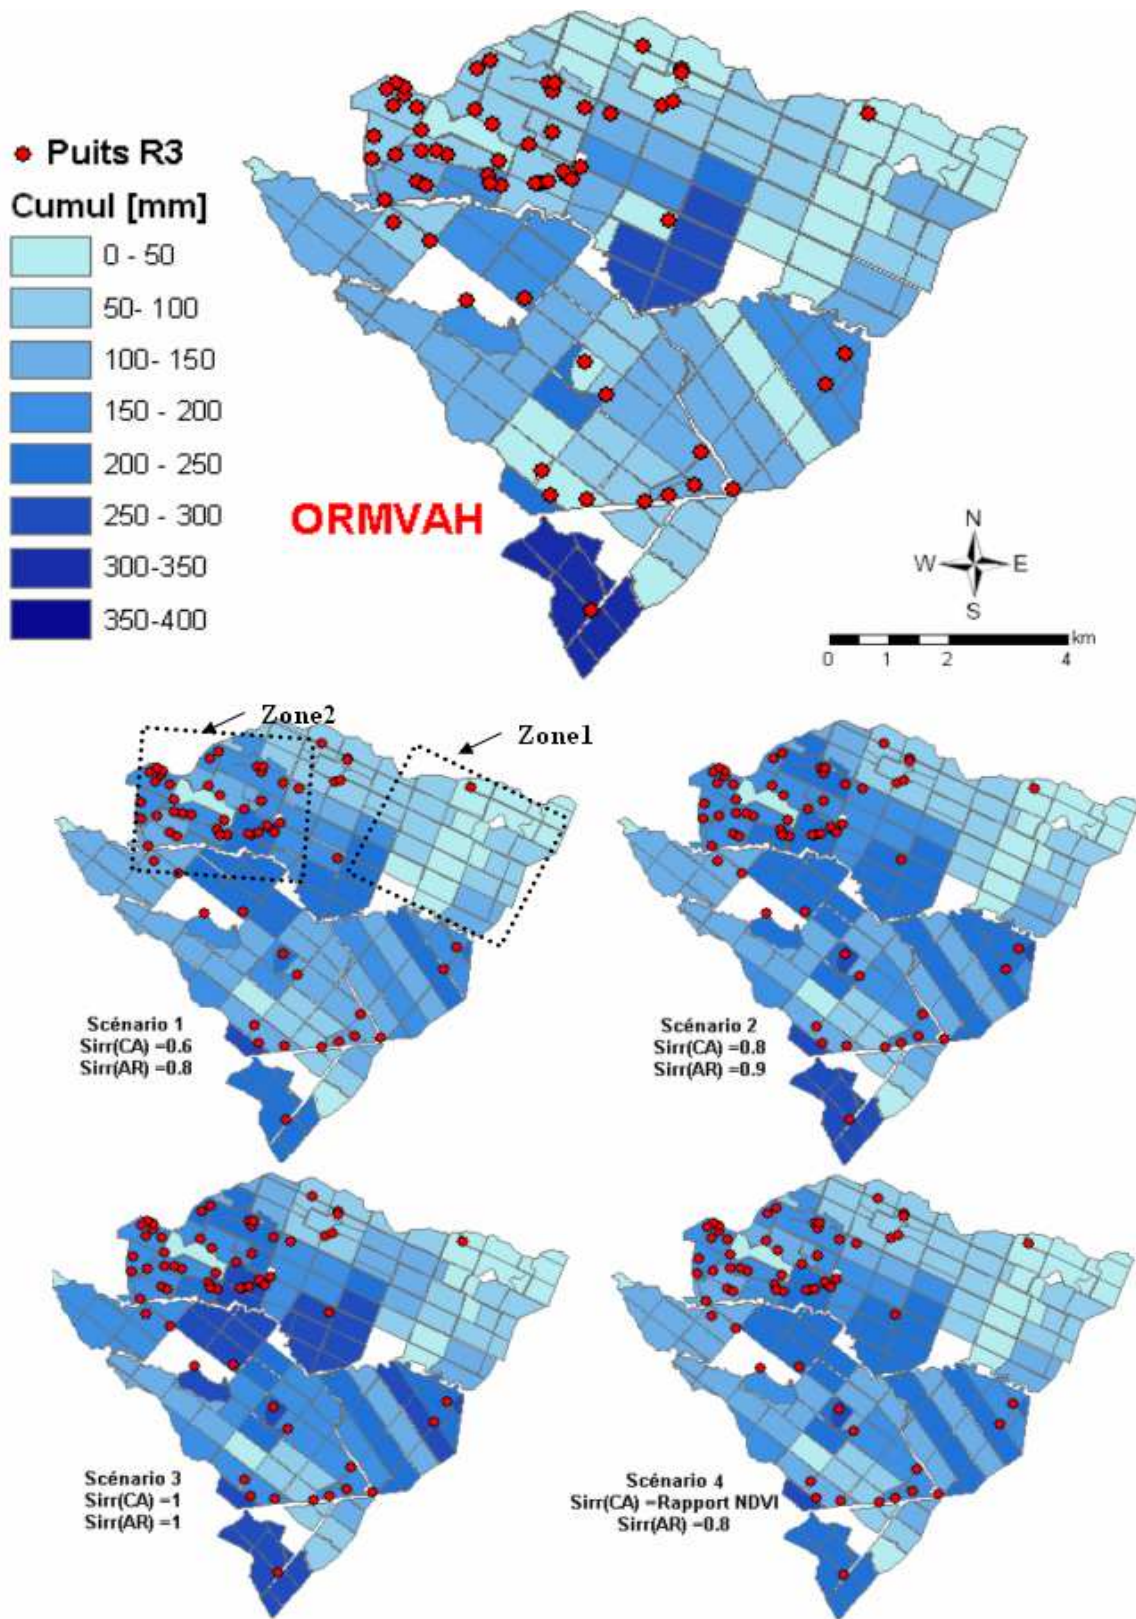 Puits R3
Cumul [mm]
0 - 50
50- 100
100- 150
150 - 200
200 - 250
250 - 300
300-350
350-400
ORMVAH
N
W E
S
km
0 1 2 4
Zone2
Zone1
Scénario 1
Sirr(CA) =0.6
Sirr(AR) =0.8
Scénario 2
Sirr(CA) =0.8
Sirr(AR) =0.9
Scénario 3
Sirr(CA) =1
Sirr(AR) =1
Scénario 4
Sirr(CA) =Rapport NDVI
Sirr(AR) =0.8